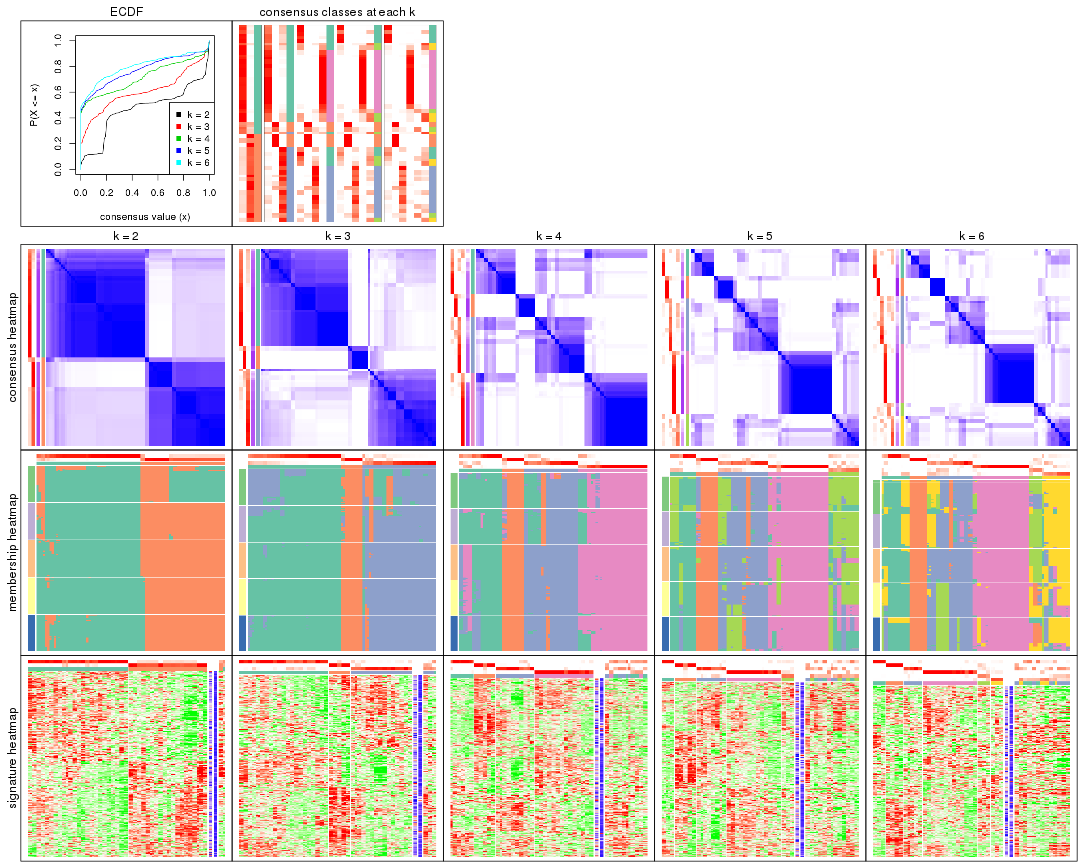 ECDF
consensus classes at each k
P(X <= x)
1.0
0.8
0.6
0.4
0.2
0.0
k = 2
k = 3
k = 4
k = 5
k = 6
0.0 0.2 0.4 0.6 0.8 1.0
consensus value (x)
k = 2
k = 3
k = 4
k = 5
k = 6
consensus heatmap
membership heatmap
signature heatmap